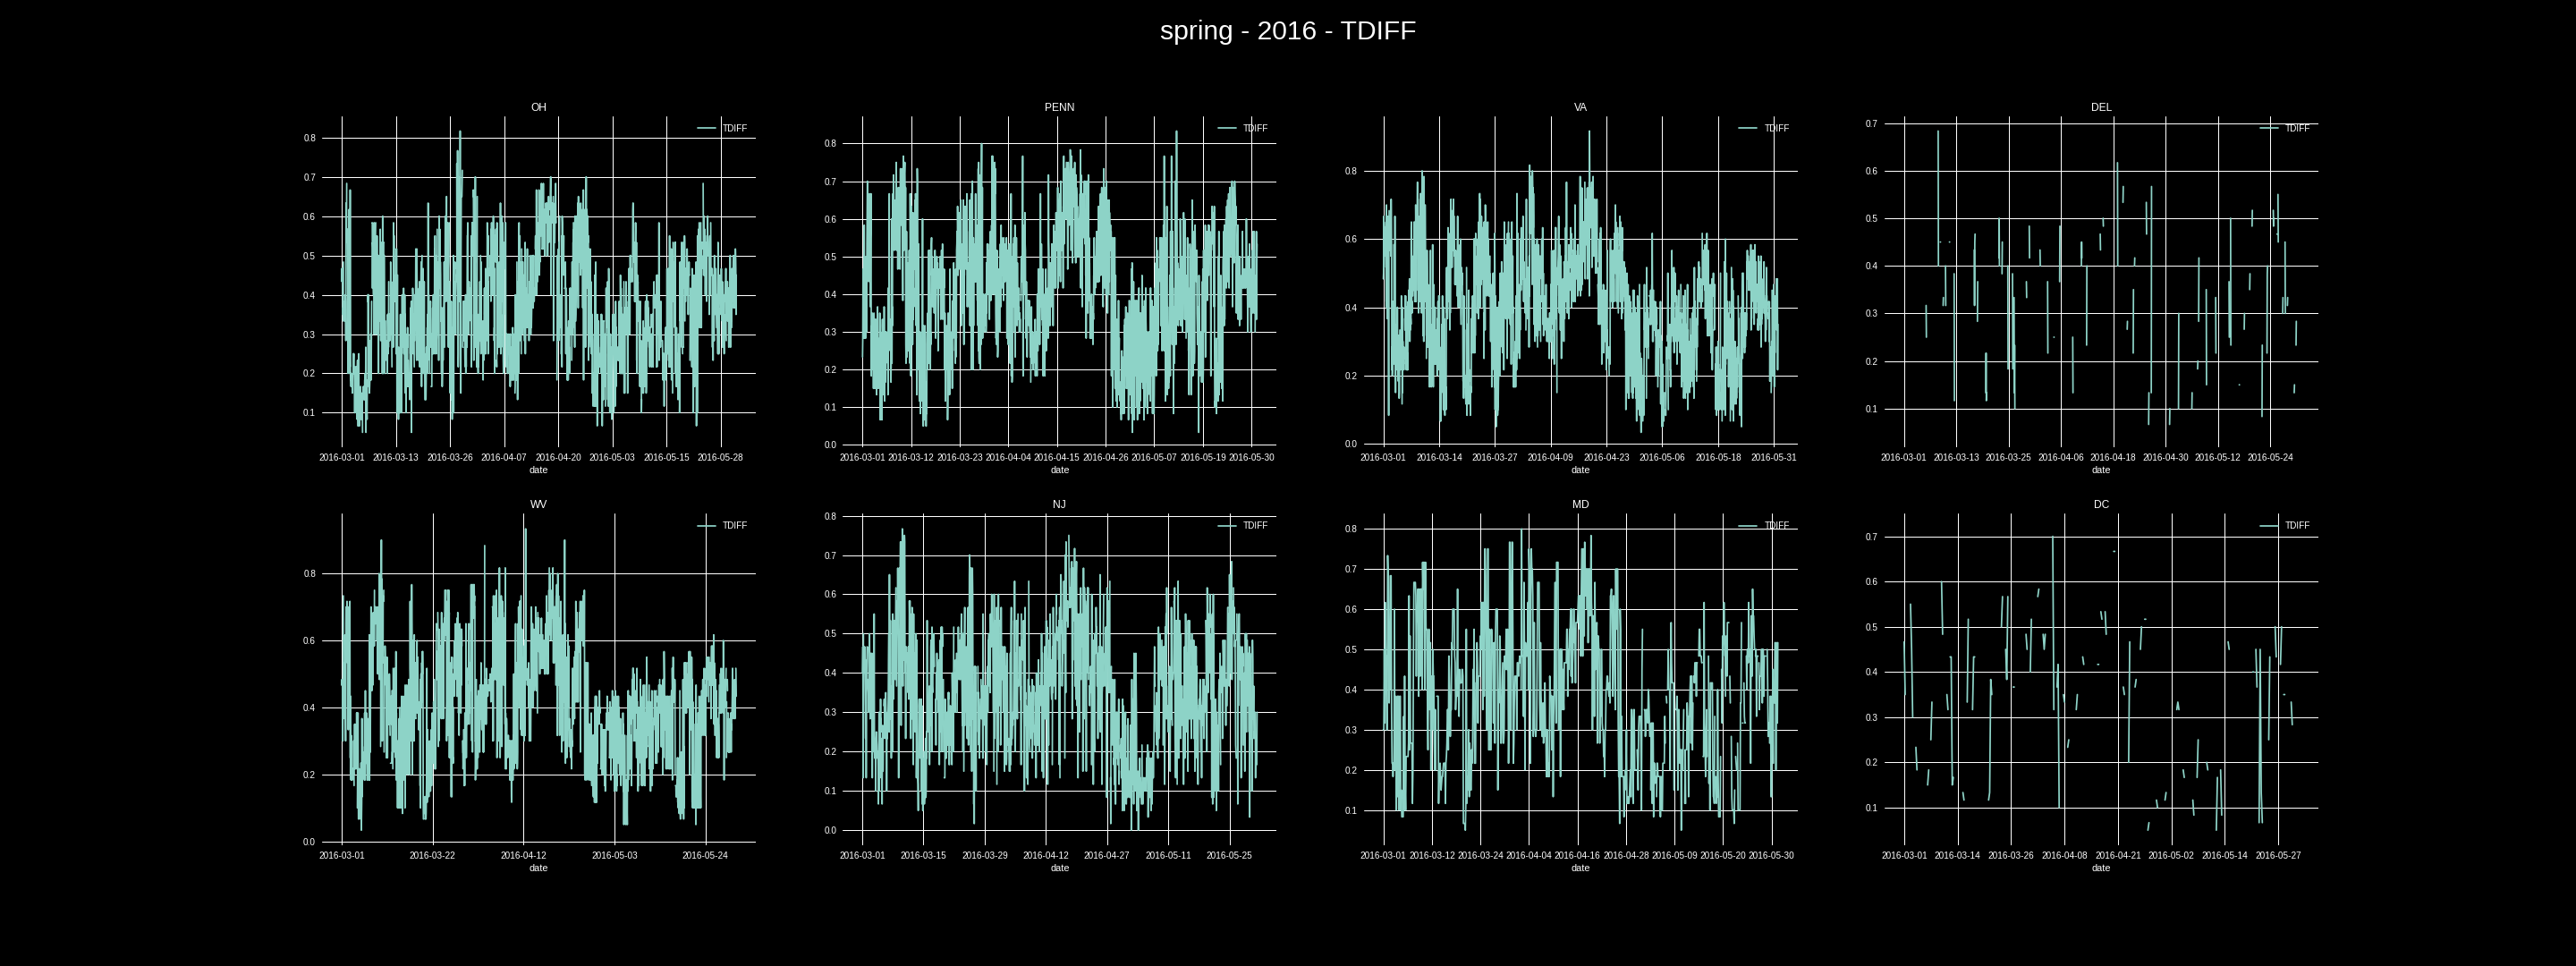 spring - 2016 - TDIFF
OH
TDIFF
0.8
0.7
0.6
0.5
0.4
0.3
0.2
0.1
2016-03-01 2016-03-13 2016-03-26 2016-04-07 2016-04-20 2016-05-03 2016-05-15 2016-05-28
date
PENN
TDIFF
0.8
0.7
0.6
0.5
0.4
0.3
0.2
0.1
0.0
2016-03-01 2016-03-12 2016-03-23 2016-04-04 2016-04-15 2016-04-26 2016-05-07 2016-05-19 2016-05-30
date
VA
TDIFF
0.8
0.6
0.4
0.2
0.0
2016-03-01 2016-03-14 2016-03-27 2016-04-09 2016-04-23 2016-05-06 2016-05-18 2016-05-31
date
DEL
TDIFF
0.7
0.6
0.5
0.4
0.3
0.2
0.1
2016-03-01 2016-03-13 2016-03-25 2016-04-06 2016-04-18 2016-04-30 2016-05-12 2016-05-24
date
WV
TDIFF
0.8
0.6
0.4
0.2
0.0
2016-03-01 2016-03-22 2016-04-12 2016-05-03 2016-05-24
date
NJ
TDIFF
0.8
0.7
0.6
0.5
0.4
0.3
0.2
0.1
0.0
2016-03-01 2016-03-15 2016-03-29 2016-04-12 2016-04-27 2016-05-11 2016-05-25
date
MD
TDIFF
0.8
0.7
0.6
0.5
0.4
0.3
0.2
0.1
2016-03-01 2016-03-12 2016-03-24 2016-04-04 2016-04-16 2016-04-28 2016-05-09 2016-05-20 2016-05-30
date
DC
TDIFF
0.7
0.6
0.5
0.4
0.3
0.2
0.1
2016-03-01 2016-03-14 2016-03-26 2016-04-08 2016-04-21 2016-05-02 2016-05-14 2016-05-27
date